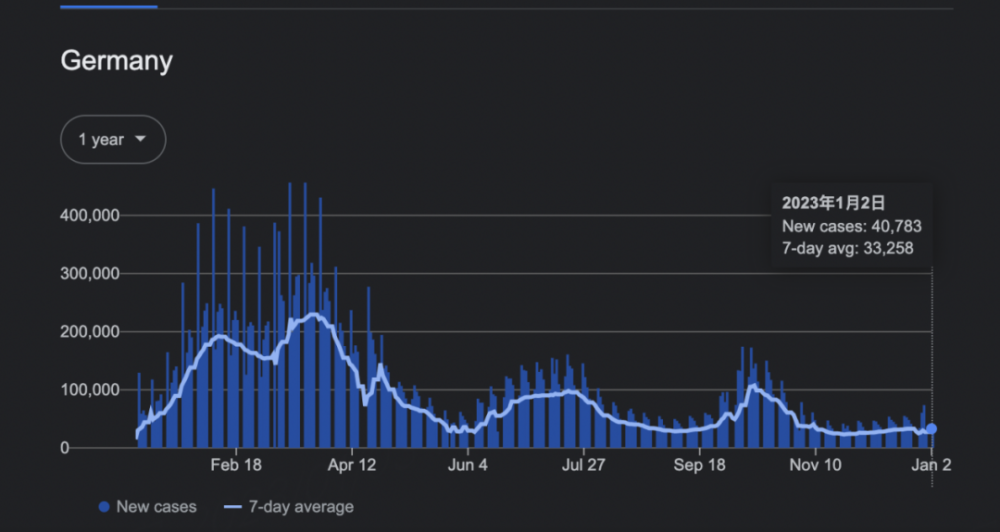 Germany
1 year
400,000
300,000
200,000
100,000
0
2023年1月2日
New cases: 40,783
7-day avg: 33,258
Feb 18 Apr 12 Jun 4 Jul 27 Sep 18 Nov 10 Jan 2
New cases 7-day average